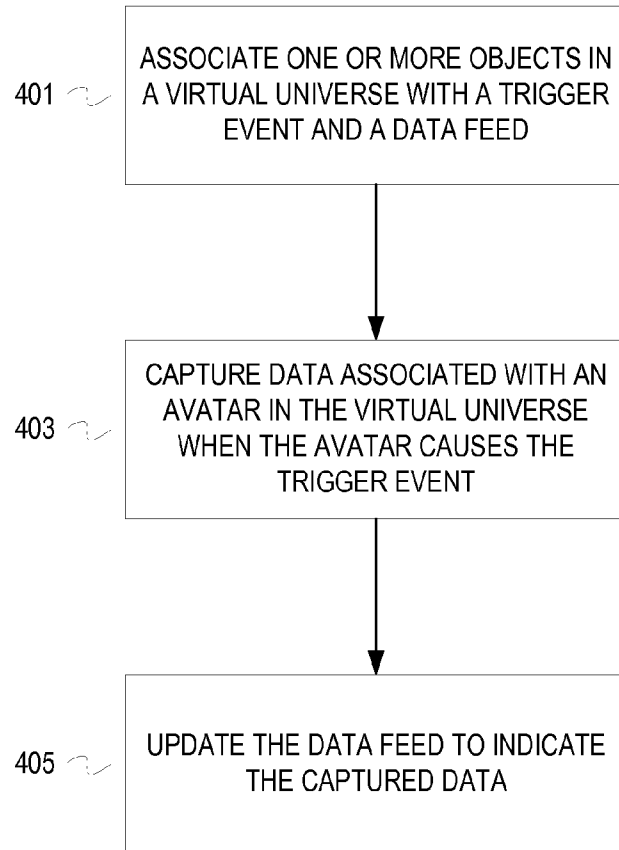 401
ASSOCIATE ONE OR MORE OBJECTS IN
A VIRTUAL UNIVERSE WITH A TRIGGER
EVENT AND A DATA FEED
403
CAPTURE DATA ASSOCIATED WITH AN
AVATAR IN THE VIRTUAL UNIVERSE
WHEN THE AVATAR CAUSES THE
TRIGGER EVENT
405
UPDATE THE DATA FEED TO INDICATE
THE CAPTURED DATA